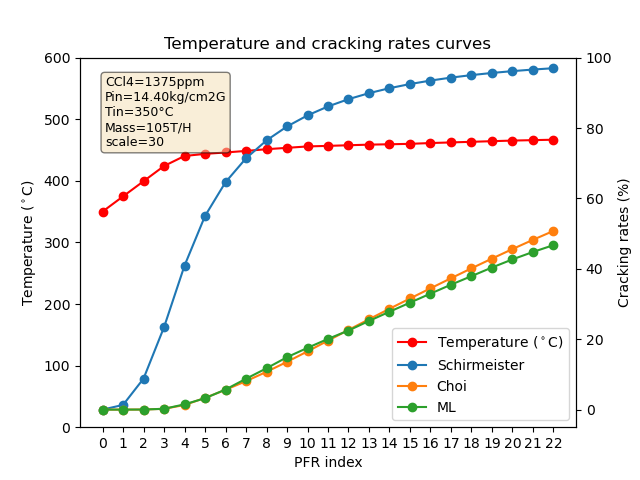 Temperature and cracking rates curves
CCl4=1375ppm
Pin=14.40kg/cm2G
Tin=350°C
Mass=105T/H
scale=30
600
500
400
300
200
100
0
Temperature (°C)
100
80
60
40
20
0
Cracking rates (%)
Temperature (°C)
Schirmeister
Choi
ML
0 1 2 3 4 5 6 7 8 9 10 11 12 13 14 15 16 17 18 19 20 21 22
PFR index